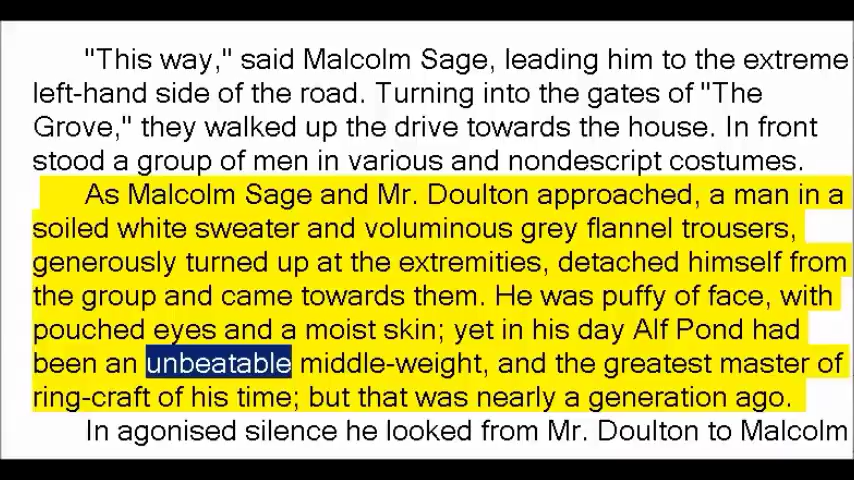 "This way," said Malcolm Sage, leading him to the extreme
left-hand side of the road. Turning into the gates of "The
Grove," they walked up the drive towards the house. In front
stood a group of men in various and nondescript costumes.
As Malcolm Sage and Mr. Doulton approached, a man in a
soiled white sweater and voluminous grey flannel trousers,
generously turned up at the extremities, detached himself from
the group and came towards them. He was puffy of face, with
pouched eyes and a moist skin; yet in his day Alf Pond had
been an unbeatable middle-weight, and the greatest master of
ring-craft of his time; but that was nearly a generation ago.
In agonised silence he looked from Mr. Doulton to Malcolm